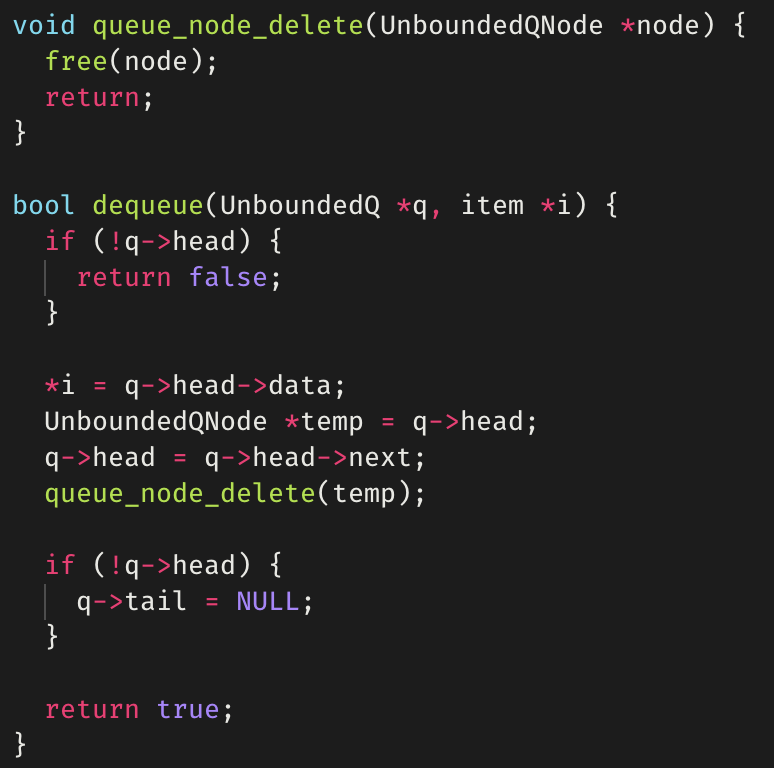 void queue_node_delete(UnboundedQNode *node) {
  free(node);
  return;
}

bool dequeue(UnboundedQ *q, item *i) {
  if (!q->head) {
    return false;
  }

  *i = q->head->data;
  UnboundedQNode *temp = q->head;
  q->head = q->head->next;
  queue_node_delete(temp);

  if (!q->head) {
    q->tail = NULL;
  }

  return true;
}